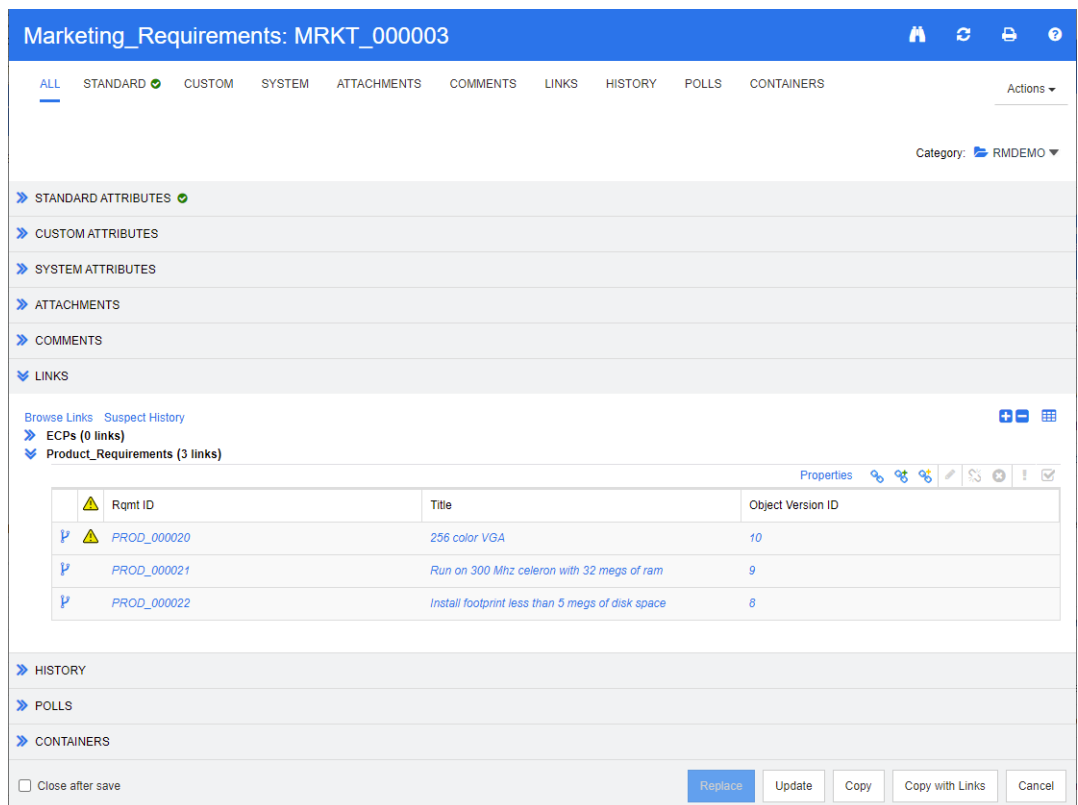 Marketing_Requirements: MRKT_000003
ALL STANDARD CUSTOM SYSTEM ATTACHMENTS COMMENTS LINKS HISTORY POLLS CONTAINERS Actions
Category: RMDEMO
STANDARD ATTRIBUTES
CUSTOM ATTRIBUTES
SYSTEM ATTRIBUTES
ATTACHMENTS
COMMENTS
LINKS
Browse Links Suspect History
ECPs (0 links)
Product_Requirements (3 links)
Properties
Rqmt ID Title Object Version ID
PROD_000020 256 color VGA 10
PROD_000021 Run on 300 Mhz celeron with 32 megs of ram 9
PROD_000022 Install footprint less than 5 megs of disk space 8
HISTORY
POLLS
CONTAINERS
Close after save Replace Update Copy Copy with Links Cancel